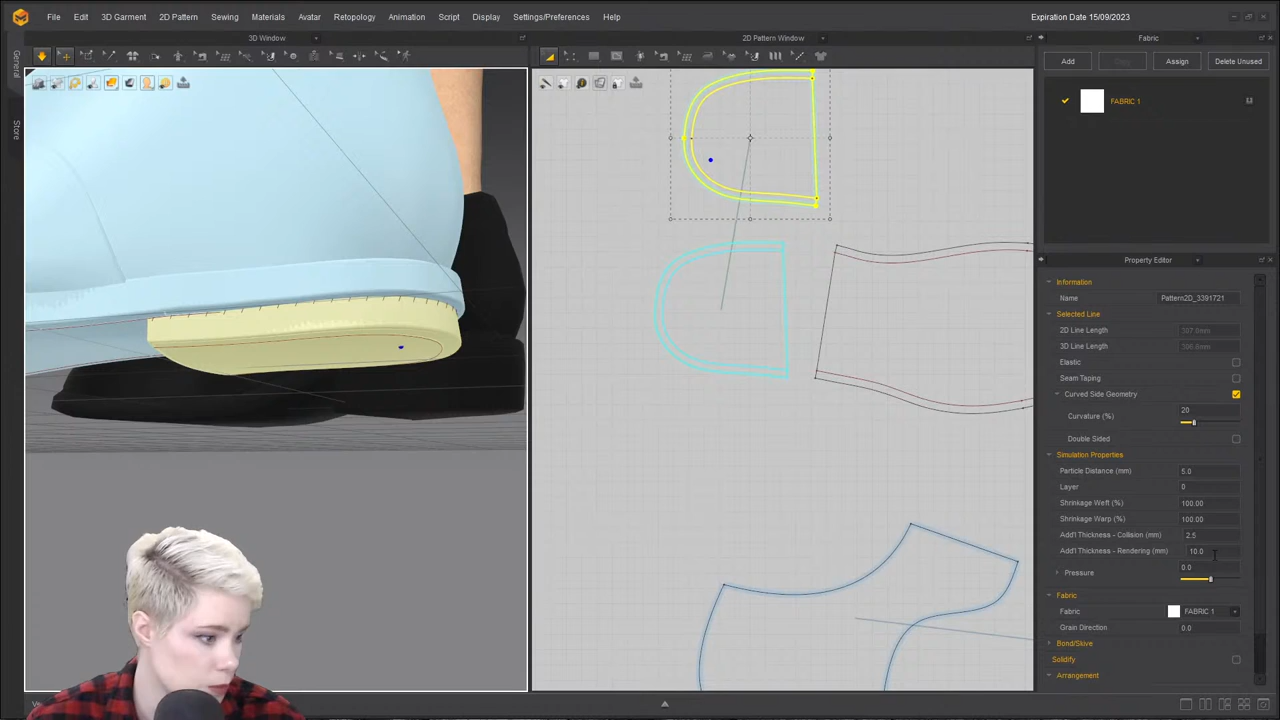 File Edit 3D Garment 2D Pattern Sewing Materials Avatar Retopology Animation Script Display Settings/Preferences Help Expiration Date 15/09/2023
3D Window 2D Pattern Window Fabric
General
Store
Add Assign Delete Unused
FABRIC 1
Property Editor
Information
Name Pattern2D_3391721
Selected Line
2D Line Length
3D Line Length
Elastic
Seam Taping
Curved Side Geometry
Curvature (%) 20
Double Sided
Simulation Properties
Particle Distance (mm) 5.0
Layer 0
Shrinkage Weft (%) 100.00
Shrinkage Warp (%) 100.00
Add'l Thickness - Collision (mm) 2.5
Add'l Thickness - Rendering (mm) 10.0
Pressure 0.0
Fabric
Fabric FABRIC 1
Grain Direction 0.0
Bond/Skive
Solidify
Arrangement